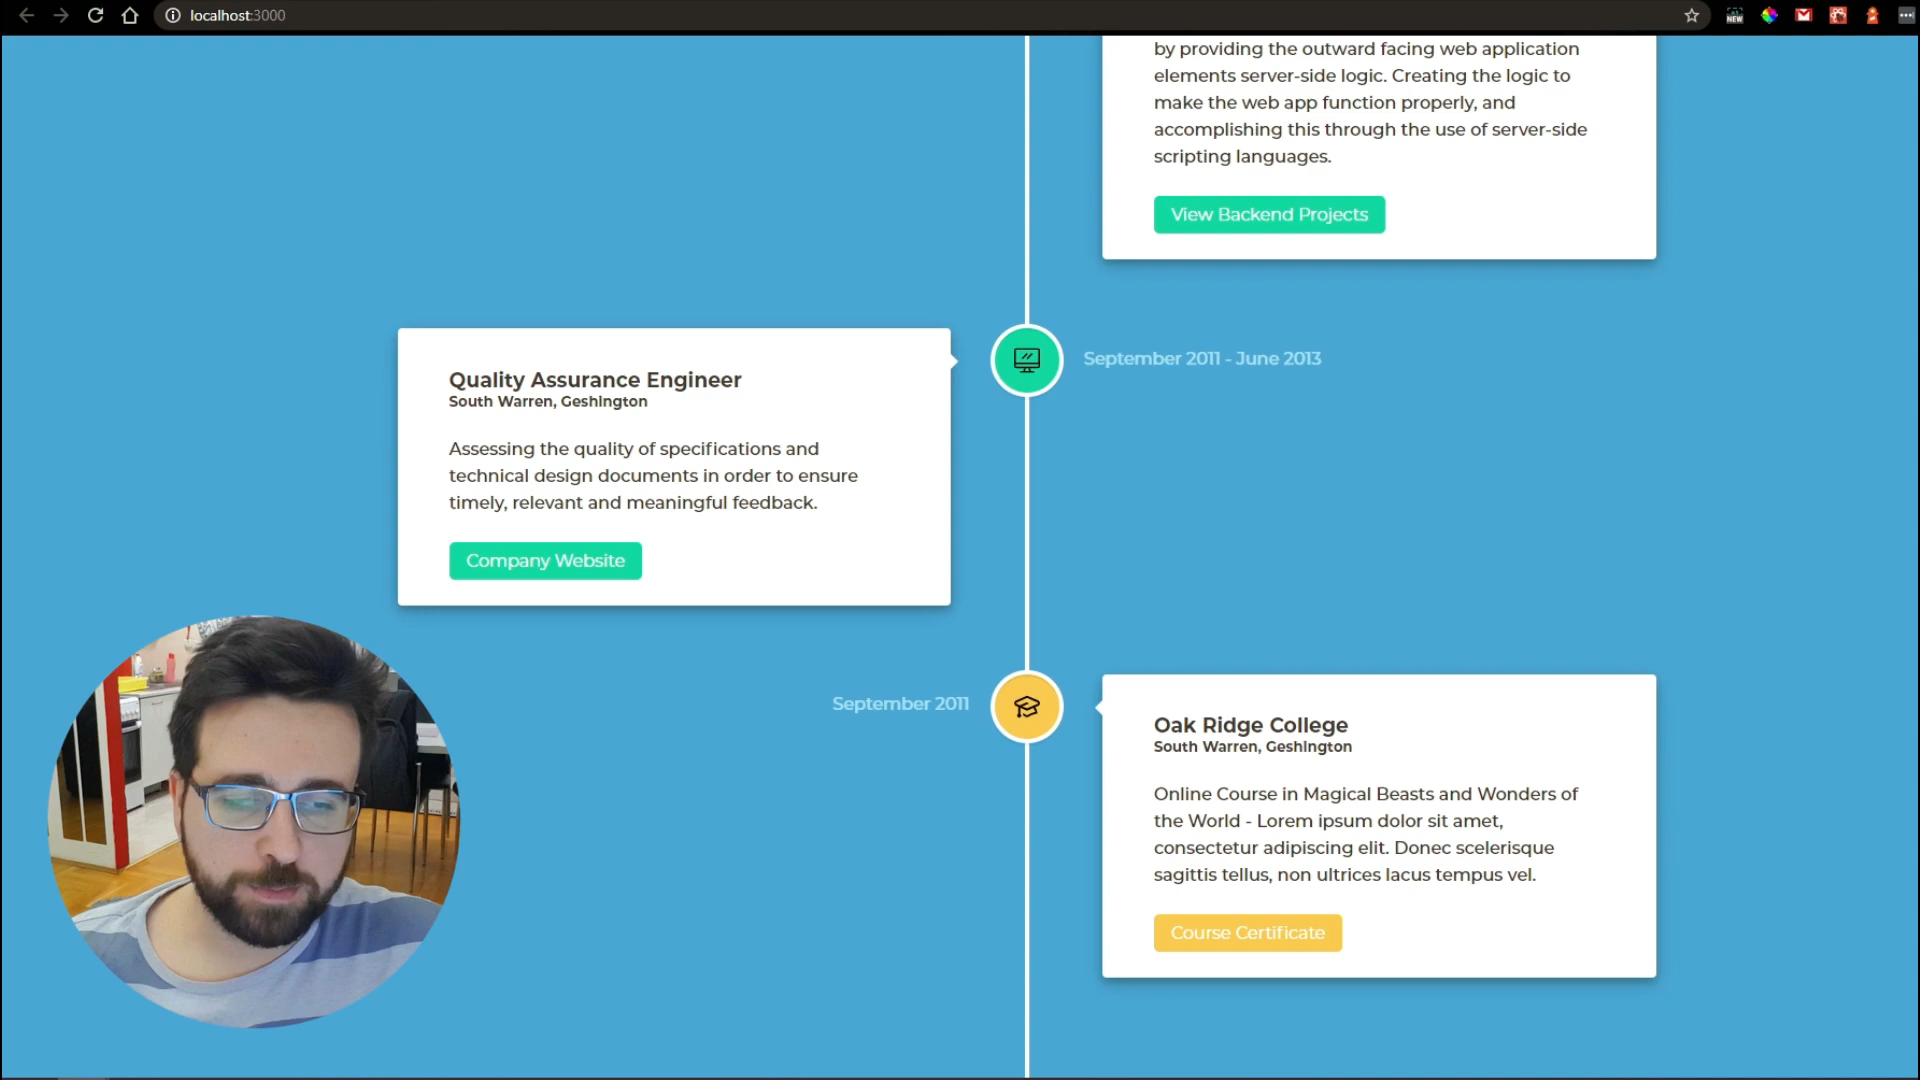 localhost:3000
NEW
by providing the outward facing web application
elements server-side logic. Creating the logic to
make the web app function properly, and
accomplishing this through the use of server-side
scripting languages.
View Backend Projects
September 2011 - June 2013
Quality Assurance Engineer
South Warren, Geshington
Assessing the quality of specifications and
technical design documents in order to ensure
timely, relevant and meaningful feedback.
Company Website
September 2011
Oak Ridge College
South Warren, Geshington
Online Course in Magical Beasts and Wonders of
the World - Lorem ipsum dolor sit amet,
consectetur adipiscing elit. Donec scelerisque
sagittis tellus, non ultrices lacus tempus vel.
Course Certificate